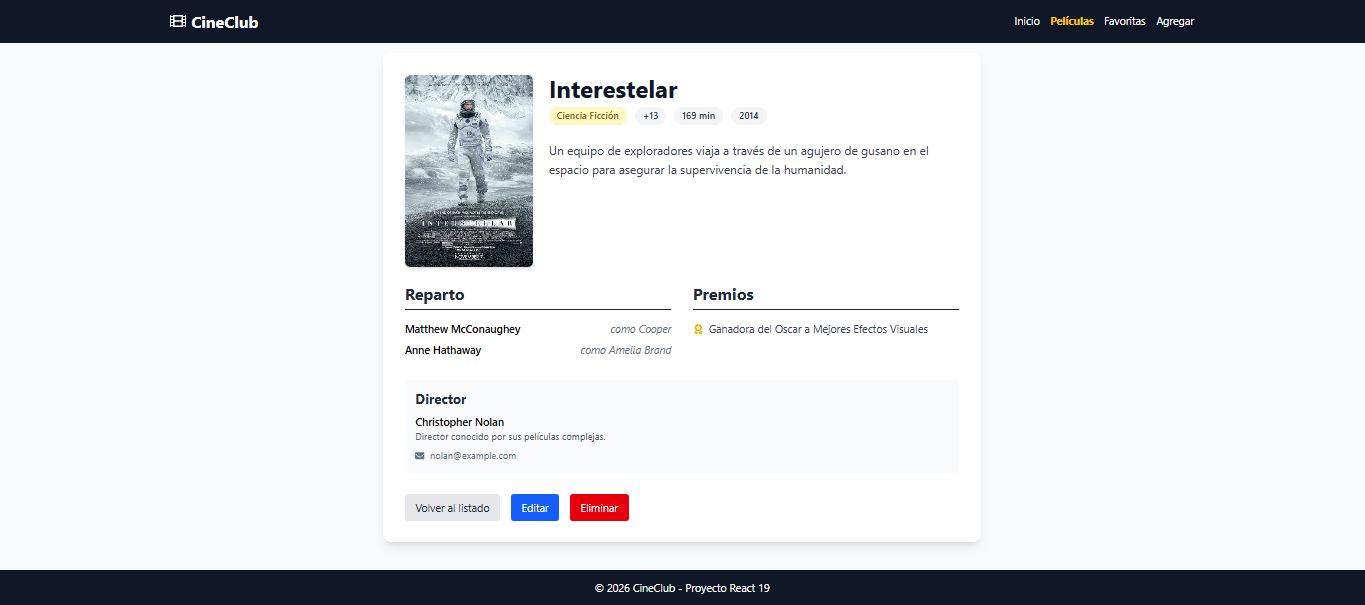 CineClub
Inicio Películas Favoritas Agregar
INTERSTELLAR
Interestelar
Ciencia Ficción +13 169 min 2014
Un equipo de exploradores viaja a través de un agujero de gusano en el
espacio para asegurar la supervivencia de la humanidad.
Reparto
Matthew McConaughey como Cooper
Anne Hathaway como Amelia Brand
Premios
Ganadora del Oscar a Mejores Efectos Visuales
Director
Christopher Nolan
Director conocido por sus películas complejas.
nolan@example.com
Volver al listado Editar Eliminar
© 2026 CineClub - Proyecto React 19